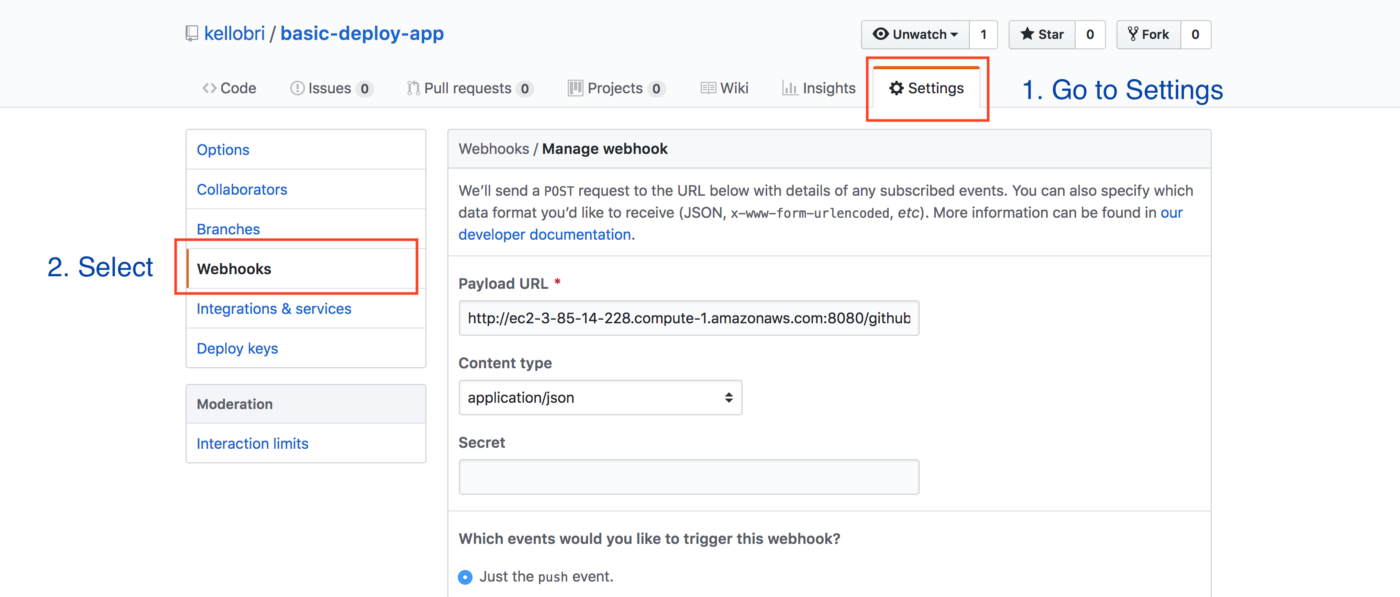 kellobri / basic-deploy-app
Unwatch 1 Star 0 Fork 0
Code Issues 0 Pull requests 0 Projects 0 Wiki Insights Settings
1. Go to Settings
Options
Collaborators
Branches
2. Select
Webhooks
Integrations & services
Deploy keys
Moderation
Interaction limits
Webhooks / Manage webhook
We’ll send a POST request to the URL below with details of any subscribed events. You can also specify which
data format you’d like to receive (JSON, x-www-form-urlencoded, etc). More information can be found in our
developer documentation.
Payload URL *
http://ec2-3-85-14-228.compute-1.amazonaws.com:8080/github
Content type
application/json
Secret
Which events would you like to trigger this webhook?
Just the push event.